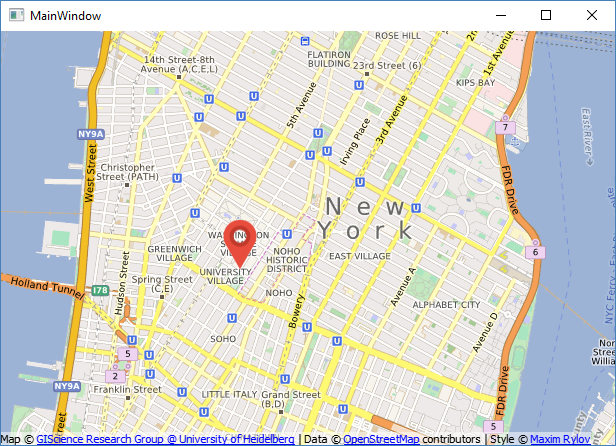 MainWindow
ROSE HILL
14th Street-8th
Avenue (A,C,E,L)
FLATIRON
BUILDING
23rd Street (6)
1st Avenue
KIPS BAY
5th Avenue
3rd Avenue
Irving Place
7
East River
NY9A
West Street
Christopher
Street (PATH)
FDR Drive
New
York
GREENWICH
VILLAGE
VILLAGE
UNIVERSITY
VILLAGE
NOHO
HISTORIC
DISTRICT
EAST VILLAGE
6
Holland Tunnel
I78
Hudson Street
Spring Street
(C,E)
NOHO
Bowery
Avenue A
ALPHABET CITY
Avenue D
NYC Ferry
5
2
SOHO
NY9A
Franklin Street
LITTLE ITALY
Grand Street
(B,D)
FDR Drive
5
Street
Map © GIScience Research Group @ University of Heidelberg | Data © OpenStreetMap contributors | Style © Maxim Rylov